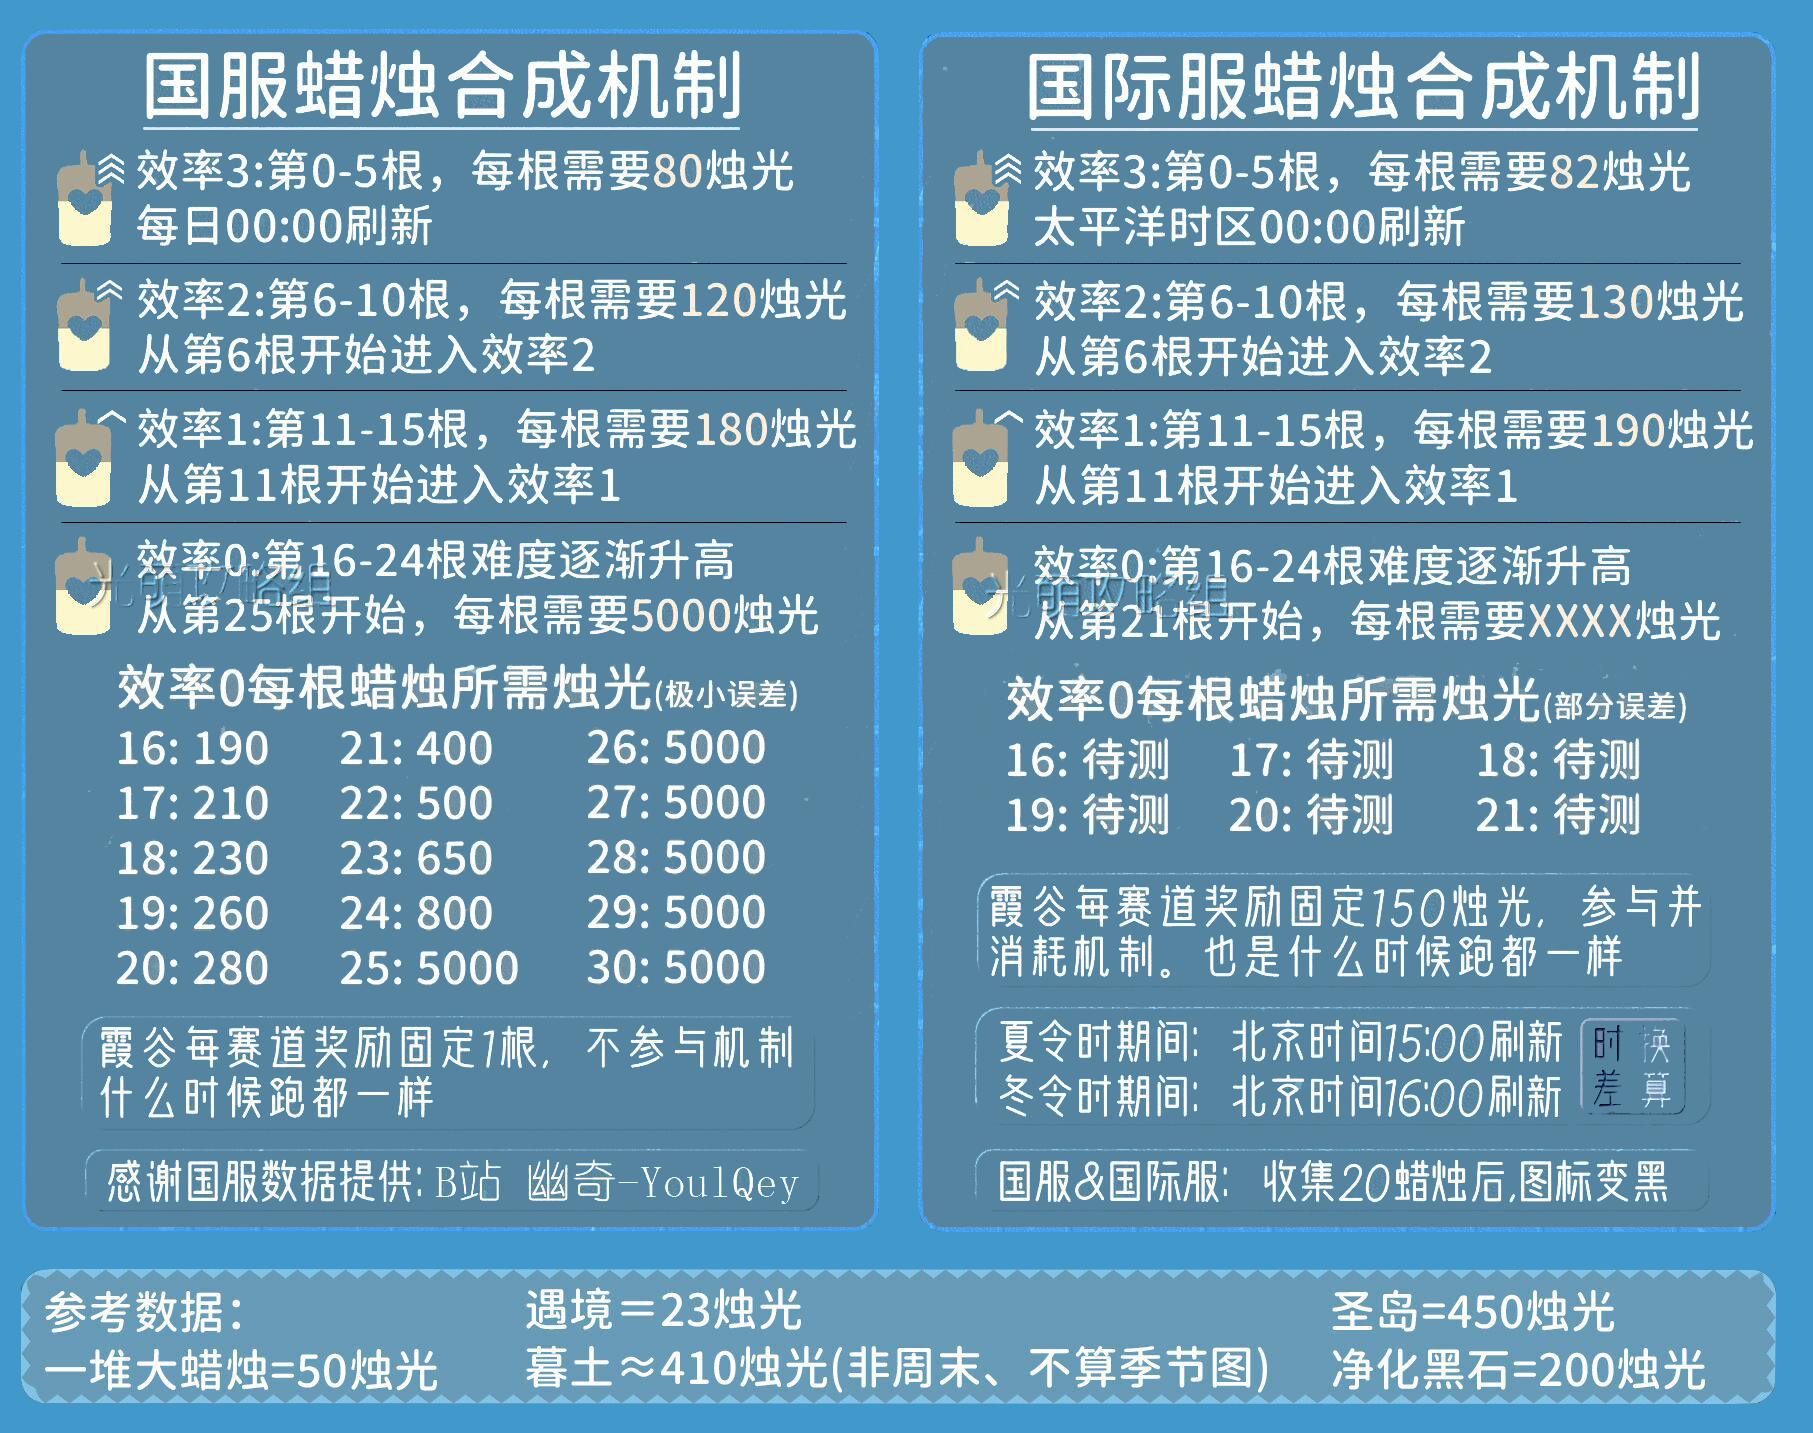 国服蜡烛合成机制
效率3:第0-5根，每根需要80烛光
每日00:00刷新
效率2:第6-10根，每根需要120烛光
从第6根开始进入效率2
效率1:第11-15根，每根需要180烛光
从第11根开始进入效率1
效率0:第16-24根难度逐渐升高
光萌攻略组
从第25根开始，每根需要5000烛光
效率0每根蜡烛所需烛光(极小误差)
16: 190 21: 400 26: 5000
17: 210 22: 500 27: 5000
18: 230 23: 650 28: 5000
19: 260 24: 800 29: 5000
20: 280 25: 5000 30: 5000
霞谷每赛道奖励固定1根，不参与机制
什么时候跑都一样
感谢国服数据提供: B站 幽奇-YoulQey
国际服蜡烛合成机制
效率3:第0-5根，每根需要82烛光
太平洋时区00:00刷新
效率2:第6-10根，每根需要130烛光
从第6根开始进入效率2
效率1:第11-15根，每根需要190烛光
从第11根开始进入效率1
效率0:第16-24根难度逐渐升高
光萌攻略组
从第21根开始，每根需要XXXX烛光
效率0每根蜡烛所需烛光(部分误差)
16: 待测 17: 待测 18: 待测
19: 待测 20: 待测 21: 待测
霞谷每赛道奖励固定150烛光，参与并
消耗机制。也是什么时候跑都一样
夏令时期间: 北京时间15:00刷新
冬令时期间: 北京时间16:00刷新
时差
换算
国服&国际服: 收集20蜡烛后,图标变黑
参考数据:
一堆大蜡烛=50烛光
遇境=23烛光
暮土≈410烛光(非周末、不算季节图)
圣岛=450烛光
净化黑石=200烛光